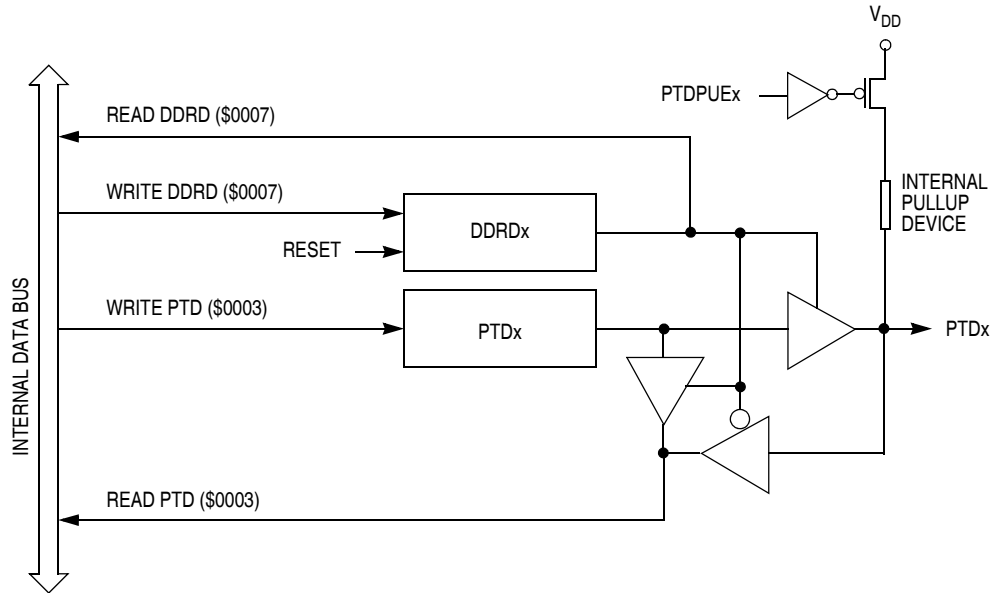 VDD
PTDPUEx
READ DDRD ($0007)
WRITE DDRD ($0007)
INTERNAL
PULLUP
DEVICE
DDRDx
RESET
WRITE PTD ($0003)
PTDx
PTDx
INTERNAL DATA BUS
READ PTD ($0003)